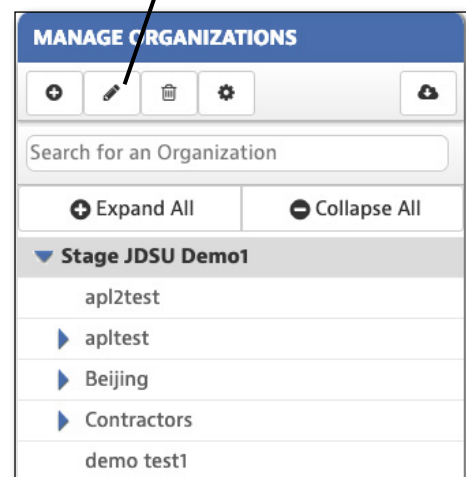 MANAGE ORGANIZATIONS
Search for an Organization
Expand All Collapse All
Stage JDSU Demo1
apl2test
apltest
Beijing
Contractors
demo test1